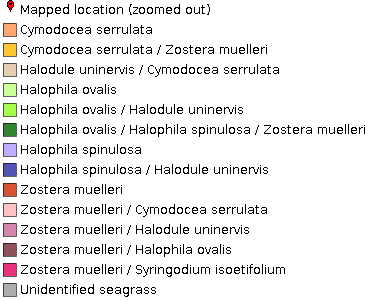 Mapped location (zoomed out)
Cymodocea serrulata
Cymodocea serrulata / Zostera muelleri
Halodule uninervis / Cymodocea serrulata
Halophila ovalis
Halophila ovalis / Halodule uninervis
Halophila ovalis / Halophila spinulosa / Zostera muelleri
Halophila spinulosa
Halophila spinulosa / Halodule uninervis
Zostera muelleri
Zostera muelleri / Cymodocea serrulata
Zostera muelleri / Halodule uninervis
Zostera muelleri / Halophila ovalis
Zostera muelleri / Syringodium isoetifolium
Unidentified seagrass